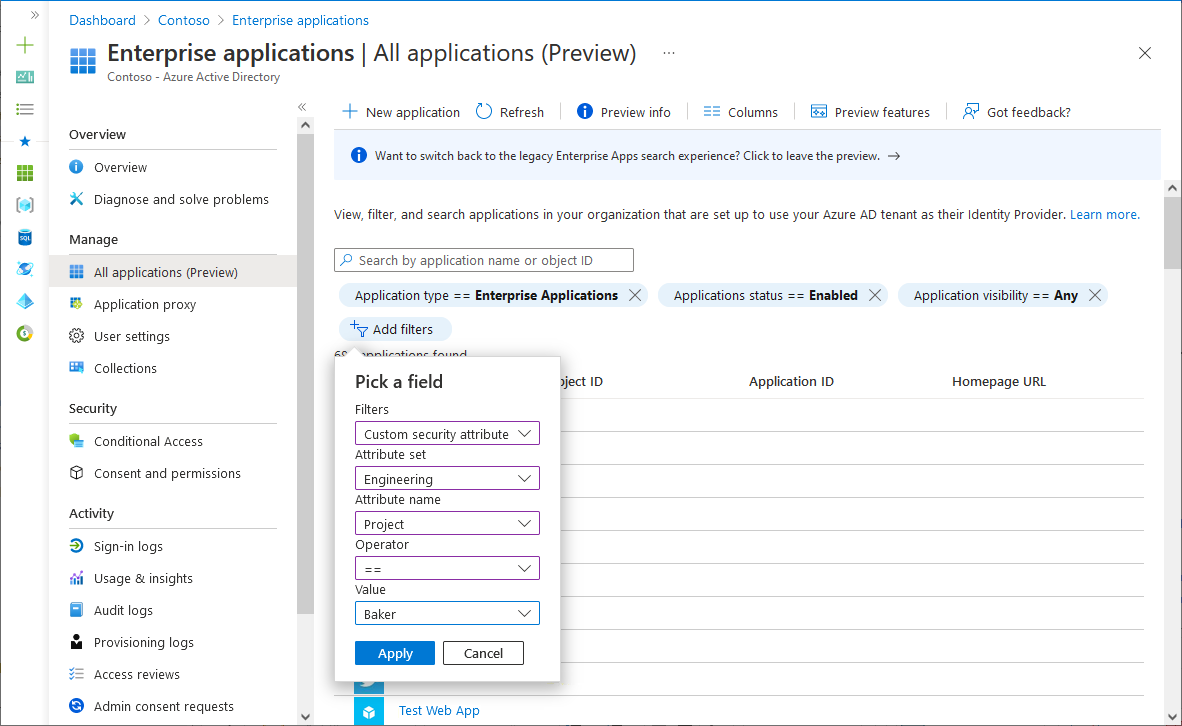 Dashboard > Contoso > Enterprise applications
Enterprise applications | All applications (Preview) ...
Contoso - Azure Active Directory
Overview
Overview
Diagnose and solve problems
Manage
All applications (Preview)
Application proxy
User settings
Collections
Security
Conditional Access
Consent and permissions
Activity
Sign-in logs
Usage & insights
Audit logs
Provisioning logs
Access reviews
Admin consent requests
New application Refresh Preview info Columns Preview features Got feedback?
Want to switch back to the legacy Enterprise Apps search experience? Click to leave the preview. →
View, filter, and search applications in your organization that are set up to use your Azure AD tenant as their Identity Provider. Learn more.
Search by application name or object ID
Application type == Enterprise Applications Applications status == Enabled Application visibility == Any
Add filters
applications found
ID Application ID Homepage URL
Pick a field
Filters
Custom security attribute
Attribute set
Engineering
Attribute name
Project
Operator
==
Value
Baker
Apply Cancel
Test Web App